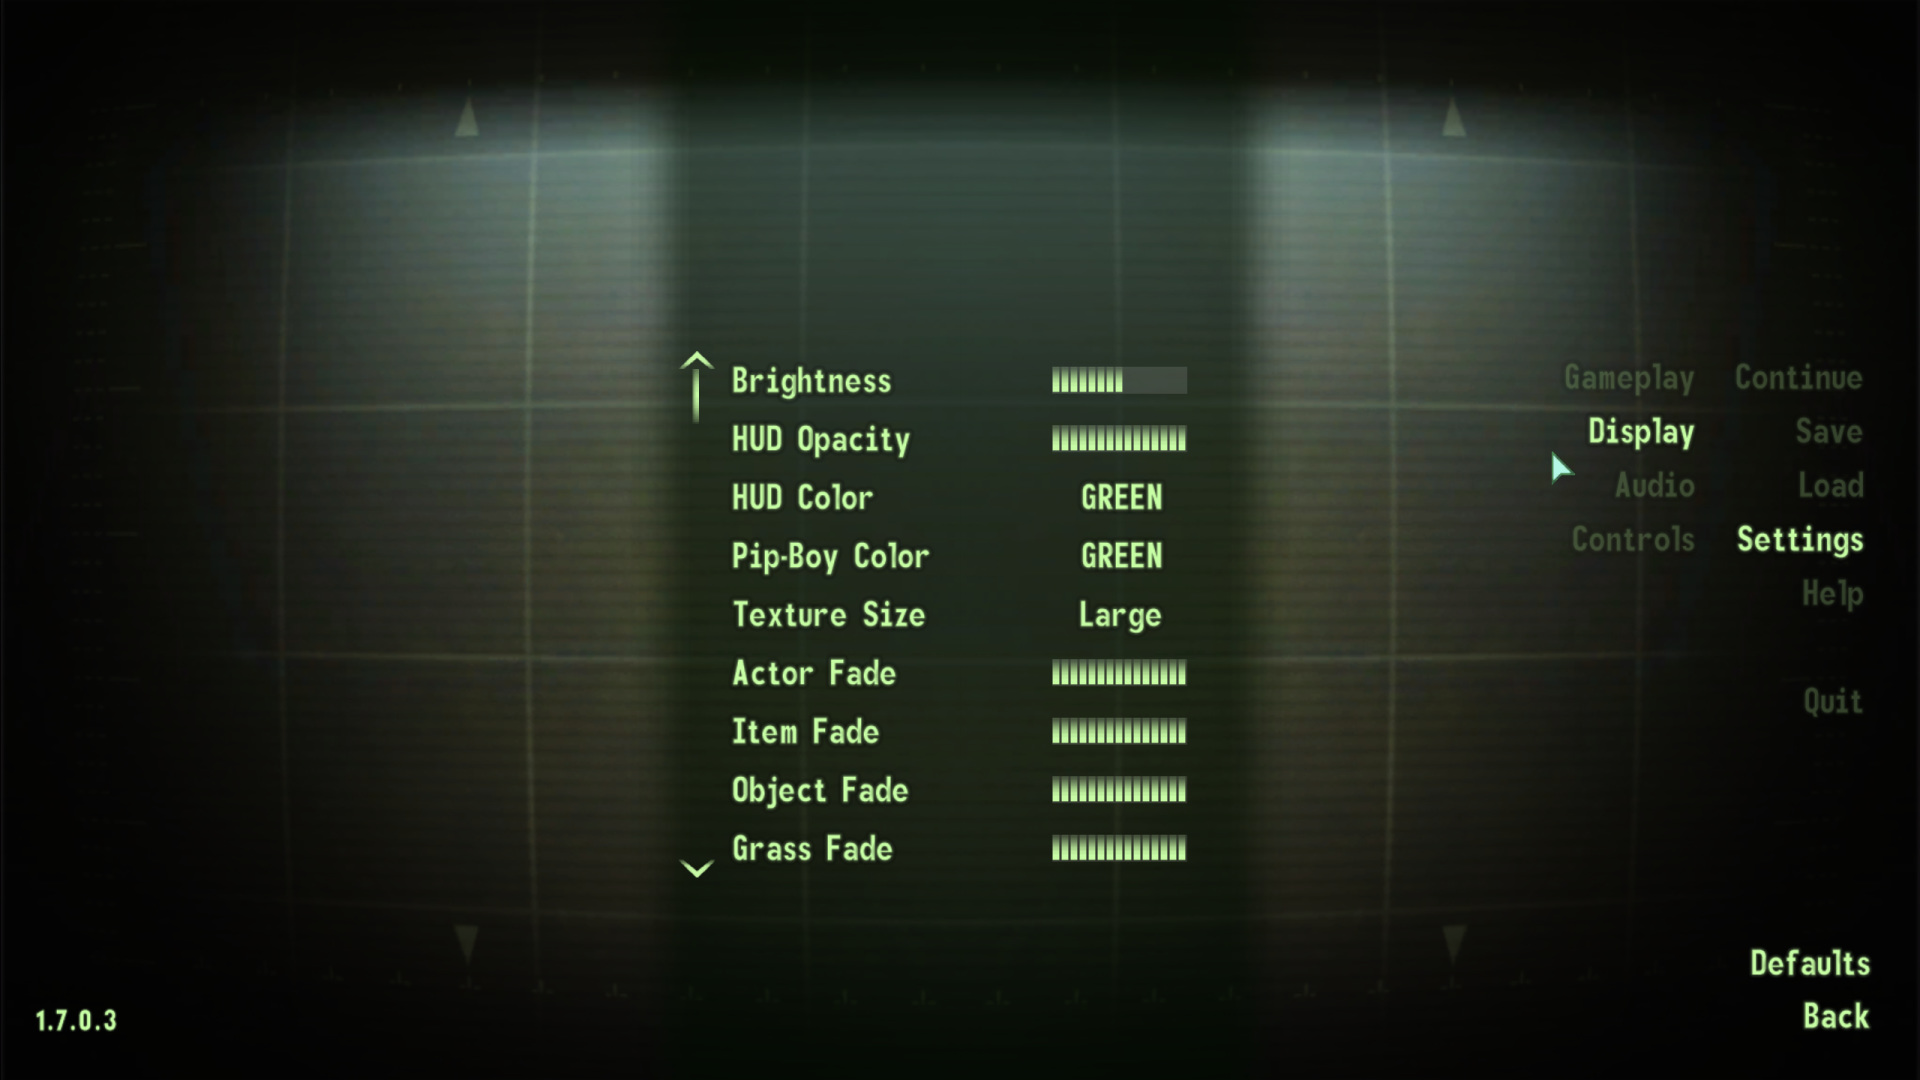 Brightness
HUD Opacity
HUD Color GREEN
Pip-Boy Color GREEN
Texture Size Large
Actor Fade
Item Fade
Object Fade
Grass Fade
Gameplay
Display
Audio
Controls
Continue
Save
Load
Settings
Help
Quit
Defaults
Back
1.7.0.3